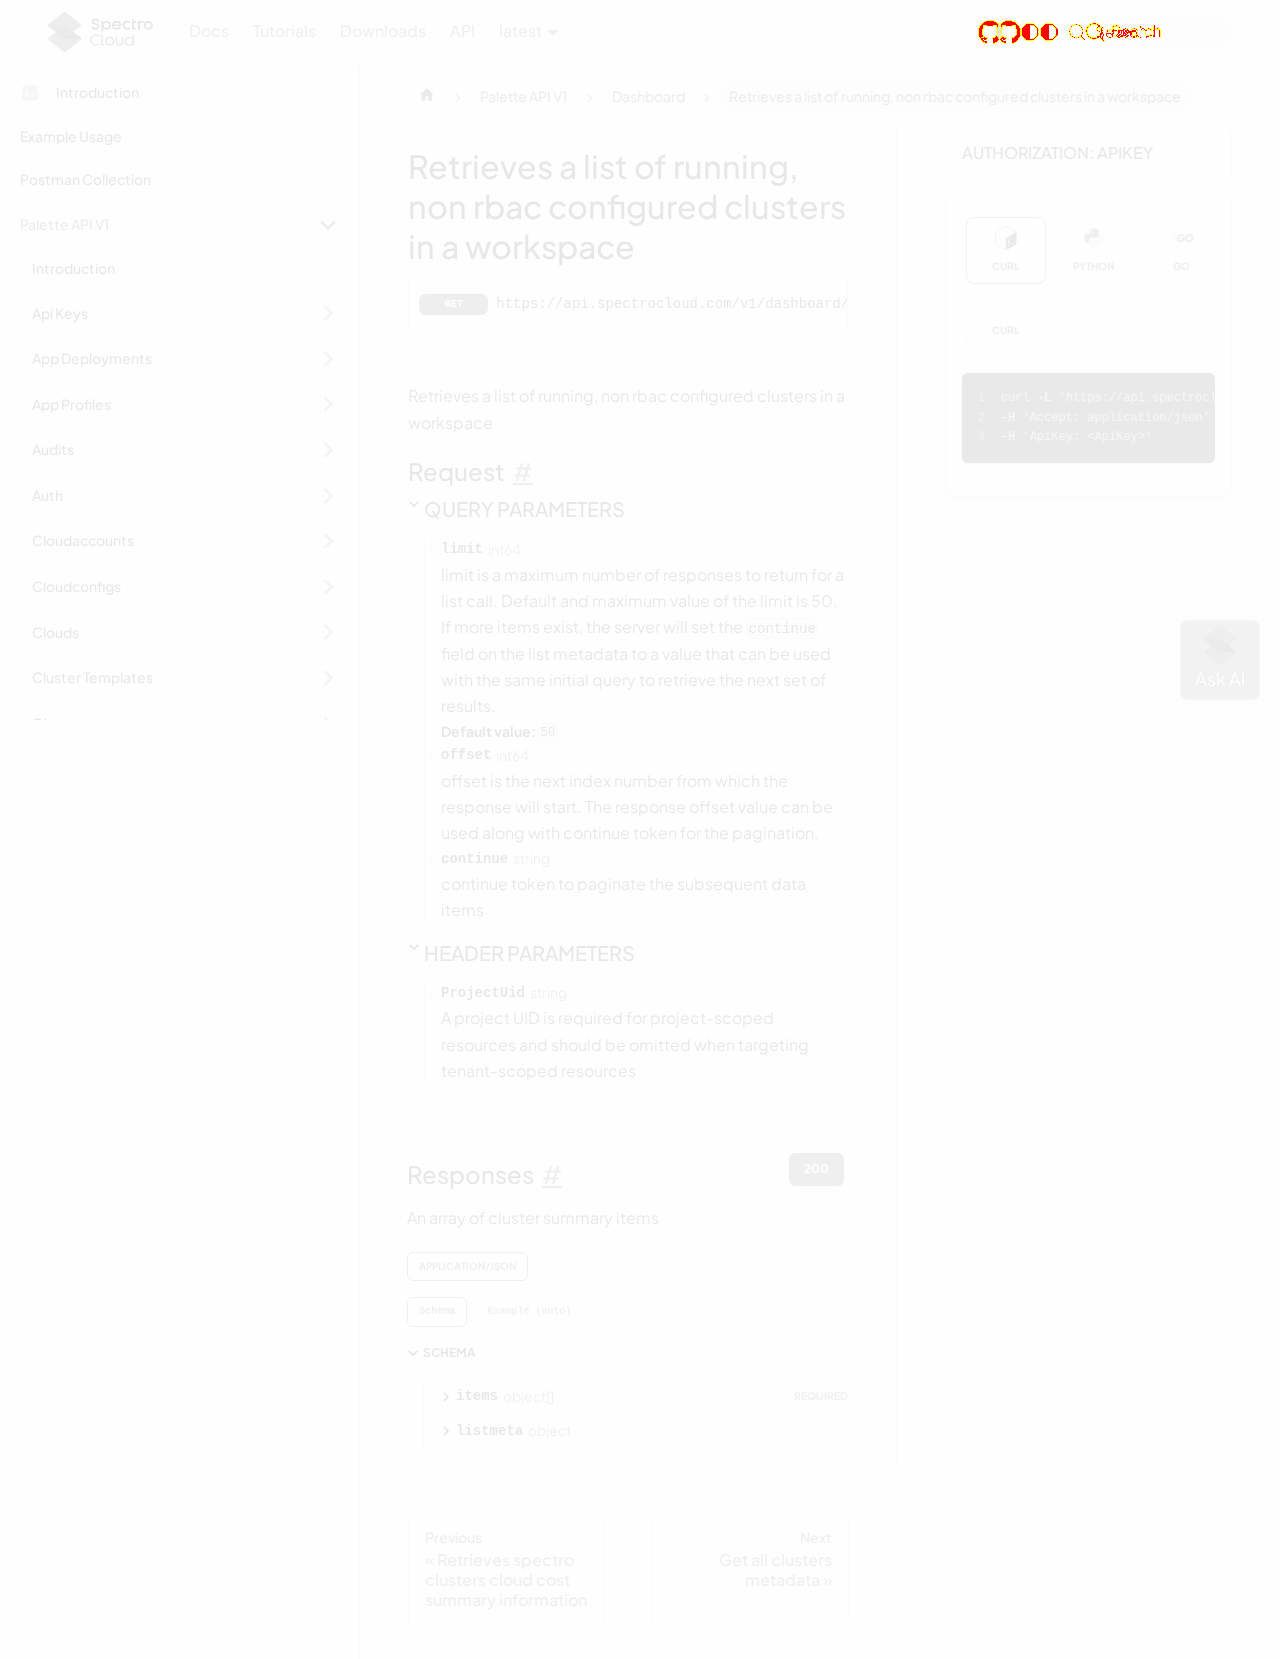 Spectro
Cloud
Docs
Tutorials
Downloads
API
latest
Search
Introduction
Example Usage
Postman Collection
Palette API V1
Introduction
Api Keys
App Deployments
App Profiles
Audits
Auth
Cloudaccounts
Cloudconfigs
Clouds
Cluster Templates
Palette API V1
Dashboard
Retrieves a list of running, non rbac configured clusters in a workspace
Retrieves a list of running,
non rbac configured clusters
in a workspace
GET https://api.spectrocloud.com/v1/dashboard/
Retrieves a list of running, non rbac configured clusters in a
workspace
Request #
QUERY PARAMETERS
limit int64
limit is a maximum number of responses to return for a
list call. Default and maximum value of the limit is 50.
If more items exist, the server will set the continue
field on the list metadata to a value that can be used
with the same initial query to retrieve the next set of
results.
Default value: 50
offset int64
offset is the next index number from which the
response will start. The response offset value can be
used along with continue token for the pagination.
continue string
continue token to paginate the subsequent data
items
HEADER PARAMETERS
ProjectUid string
A project UID is required for project-scoped
resources and should be omitted when targeting
tenant-scoped resources
Responses #
200
An array of cluster summary items
APPLICATION/JSON
Schema
Example (auto)
SCHEMA
items object[]
REQUIRED
listmeta object
Previous
« Retrieves spectro
clusters cloud cost
summary information
Next
Get all clusters
metadata »
AUTHORIZATION: APIKEY
CURL
PYTHON
GO
CURL
1 curl -L 'https://api.spectrocl
2 -H 'Accept: application/json'
3 -H 'ApiKey: <ApiKey>'
Ask AI